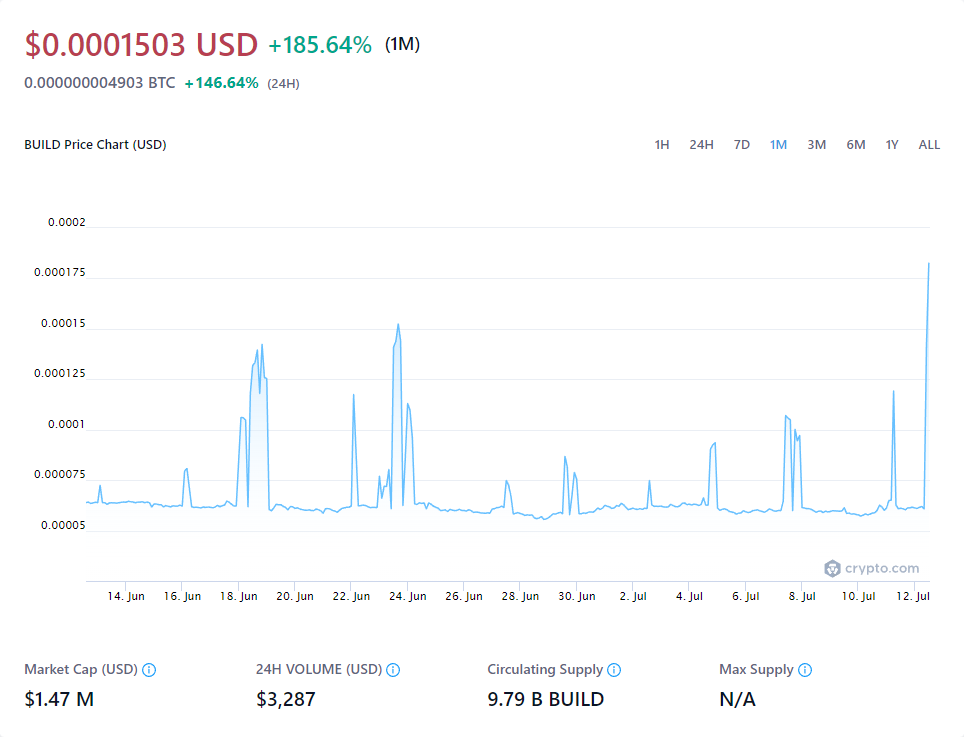 $0.0001503 USD +185.64% (1M)
0.000000004903 BTC +146.64% (24H)
BUILD Price Chart (USD) 1H 24H 7D 1M 3M 6M 1Y ALL
0.0002
0.000175
0.00015
0.000125
0.0001
0.000075
0.00005
crypto.com
14. Jun 16. Jun 18. Jun 20. Jun 22. Jun 24. Jun 26. Jun 28. Jun 30. Jun 2. Jul 4. Jul 6. Jul 8. Jul 10. Jul 12. Jul
Market Cap (USD) 24H VOLUME (USD) Circulating Supply Max Supply
$1.47 M $3,287 9.79 B BUILD N/A